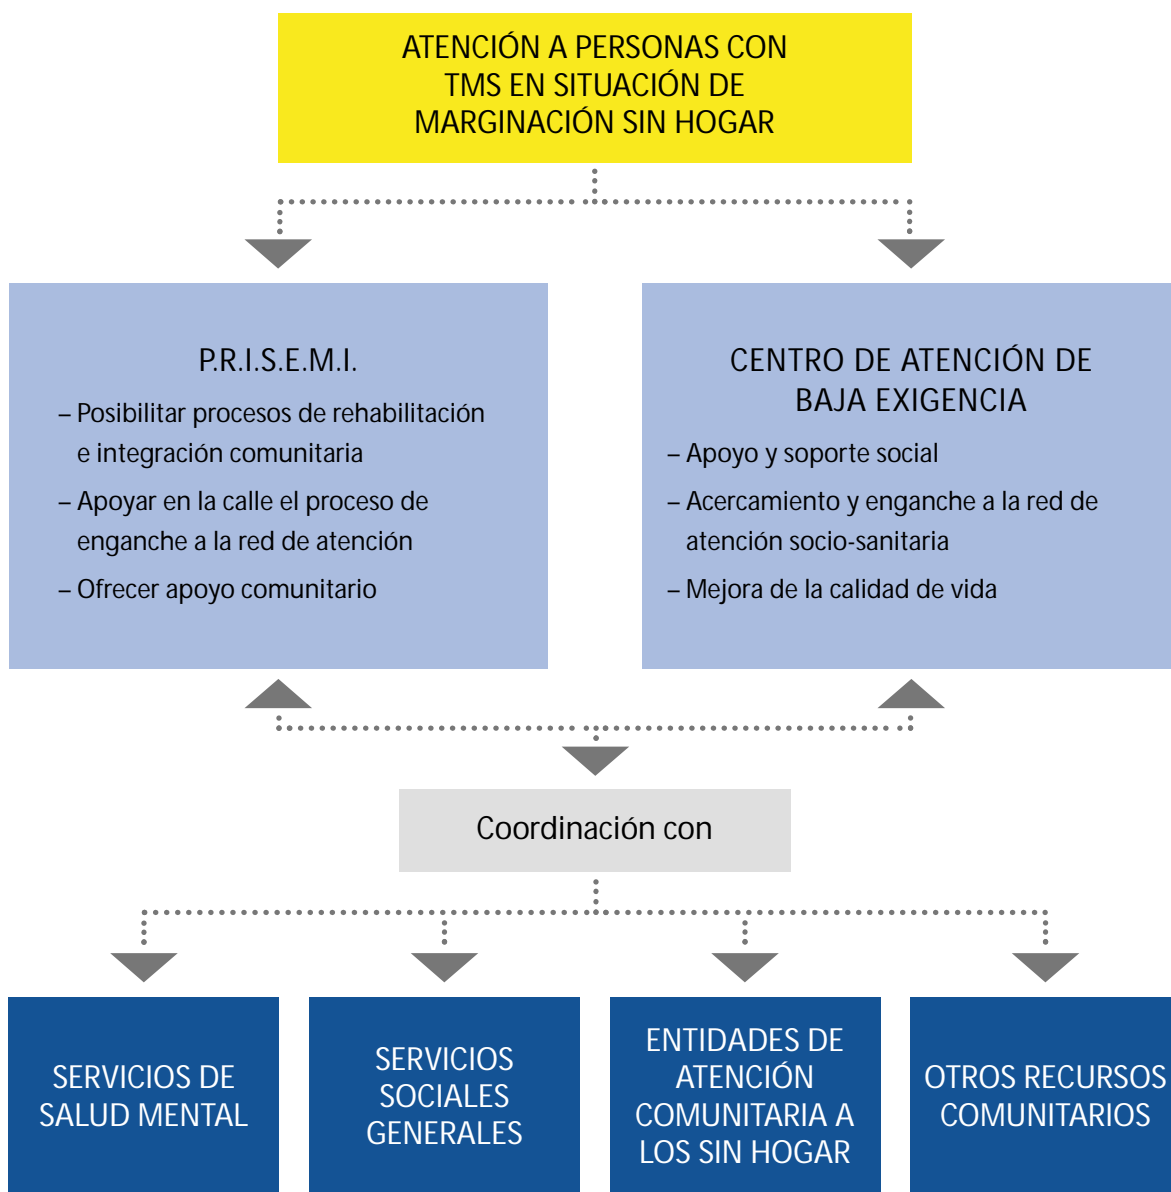 ATENCIÓN A PERSONAS CON
TMS EN SITUACIÓN DE
MARGINACIÓN SIN HOGAR
P.R.I.S.E.M.I.
– Posibilitar procesos de rehabilitación
e integración comunitaria
– Apoyar en la calle el proceso de
enganche a la red de atención
– Ofrecer apoyo comunitario
CENTRO DE ATENCIÓN DE
BAJA EXIGENCIA
– Apoyo y soporte social
– Acercamiento y enganche a la red de
atención socio-sanitaria
– Mejora de la calidad de vida
Coordinación con
SERVICIOS DE
SALUD MENTAL
SERVICIOS
SOCIALES
GENERALES
ENTIDADES DE
ATENCIÓN
COMUNITARIA A
LOS SIN HOGAR
OTROS RECURSOS
COMUNITARIOS